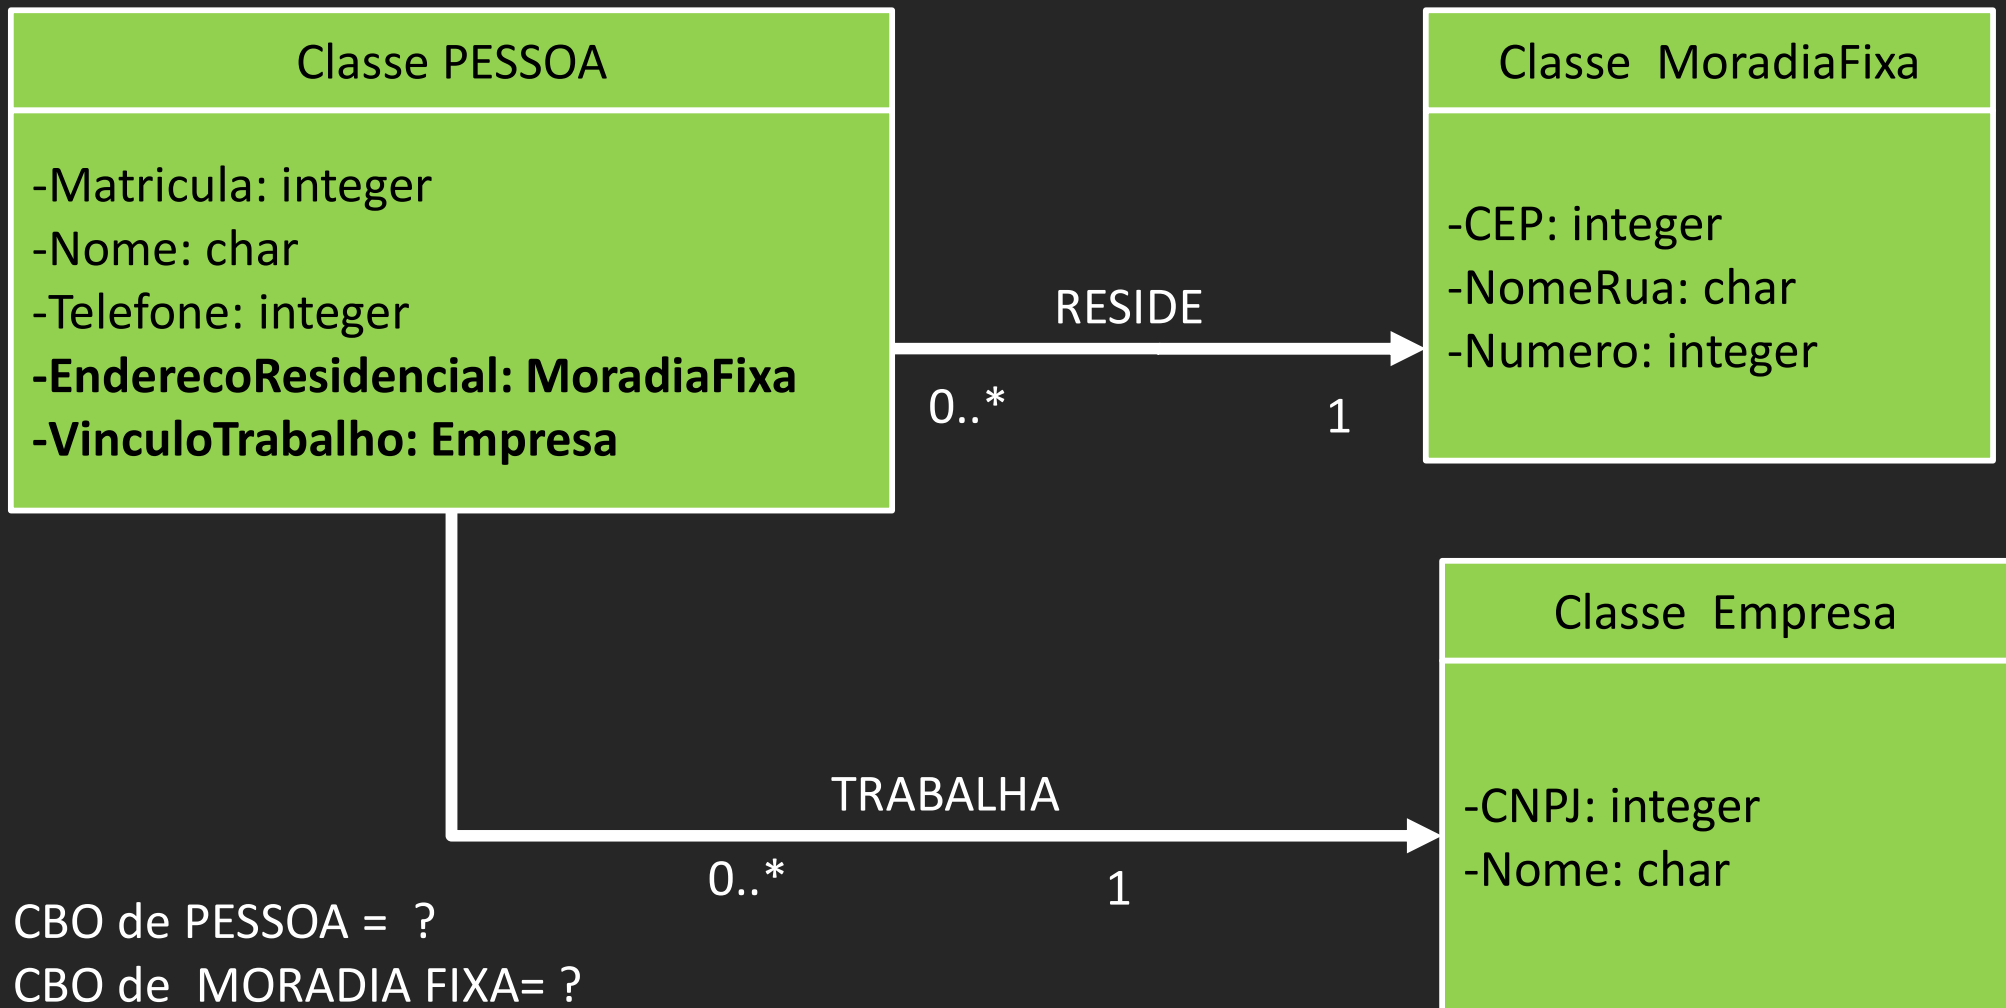 Classe PESSOA
-Matricula: integer
-Nome: char
-Telefone: integer
-EnderecoResidencial: MoradiaFixa
-VinculoTrabalho: Empresa
RESIDE
0..*
1
Classe MoradiaFixa
-CEP: integer
-NomeRua: char
-Numero: integer
TRABALHA
0..*
1
Classe Empresa
-CNPJ: integer
-Nome: char
CBO de PESSOA = ?
CBO de MORADIA FIXA= ?